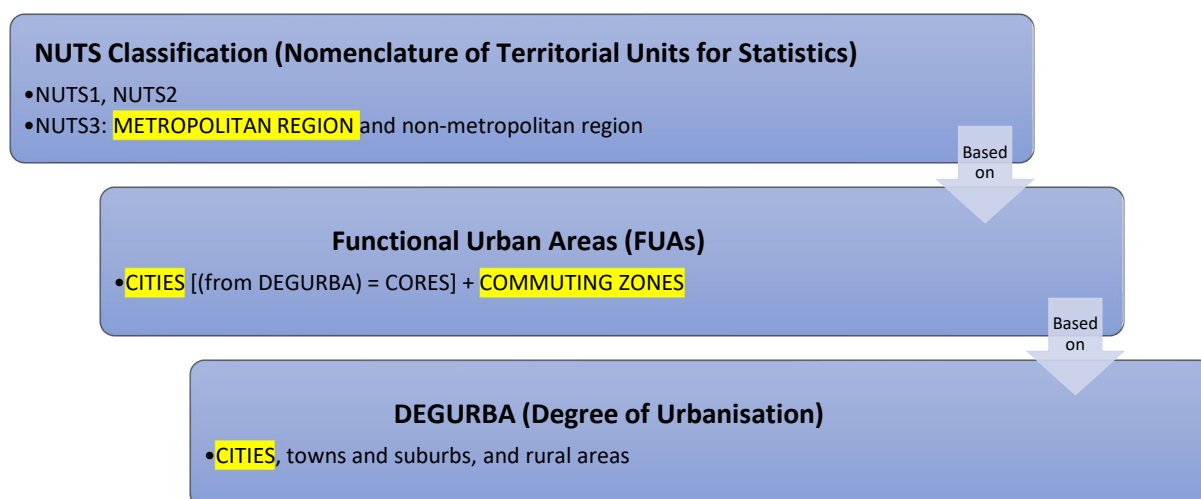 NUTS Classification (Nomenclature of Territorial Units for Statistics)
•NUTS1, NUTS2
•NUTS3: METROPOLITAN REGION and non-metropolitan region
Based
on
Functional Urban Areas (FUAs)
•CITIES [(from DEGURBA) = CORES] + COMMUTING ZONES
Based
on
DEGURBA (Degree of Urbanisation)
•CITIES, towns and suburbs, and rural areas